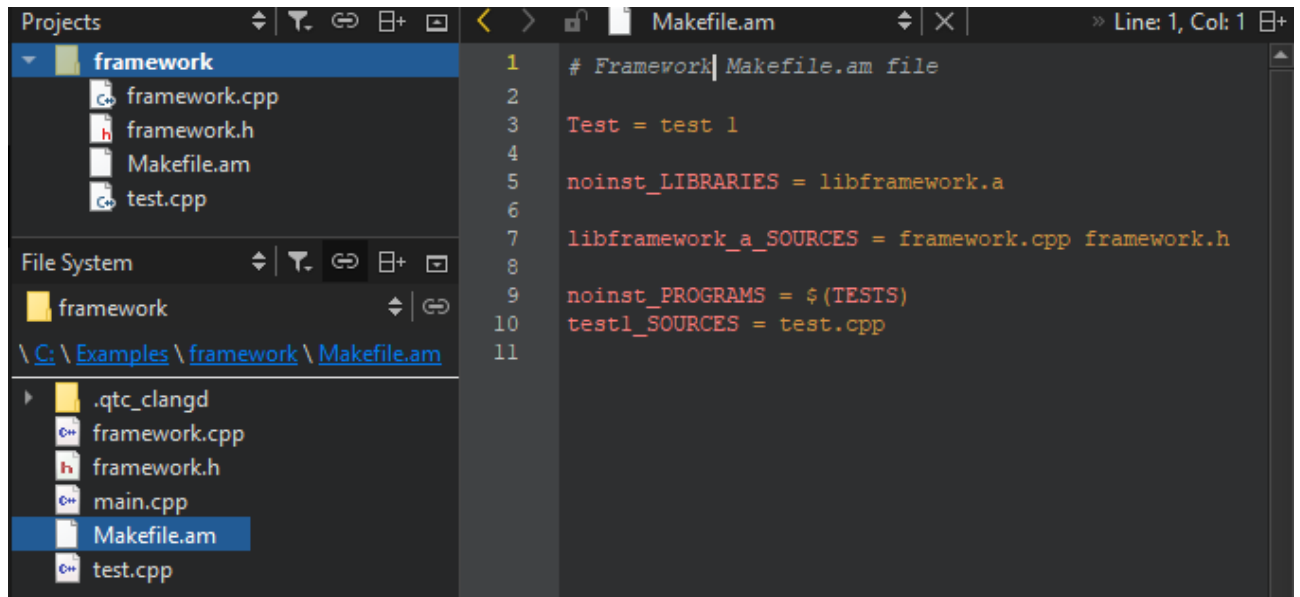 Projects
framework
framework.cpp
framework.h
Makefile.am
test.cpp
File System
framework
\ C: \ Examples \ framework \ Makefile.am
.qtc_clangd
framework.cpp
framework.h
main.cpp
Makefile.am
test.cpp
Makefile.am
» Line: 1, Col: 1
1 # Framework Makefile.am file
2
3 Test = test 1
4
5 noinst_LIBRARIES = libframework.a
6
7 libframework_a_SOURCES = framework.cpp framework.h
8
9 noinst_PROGRAMS = $(TESTS)
10 test1_SOURCES = test.cpp
11